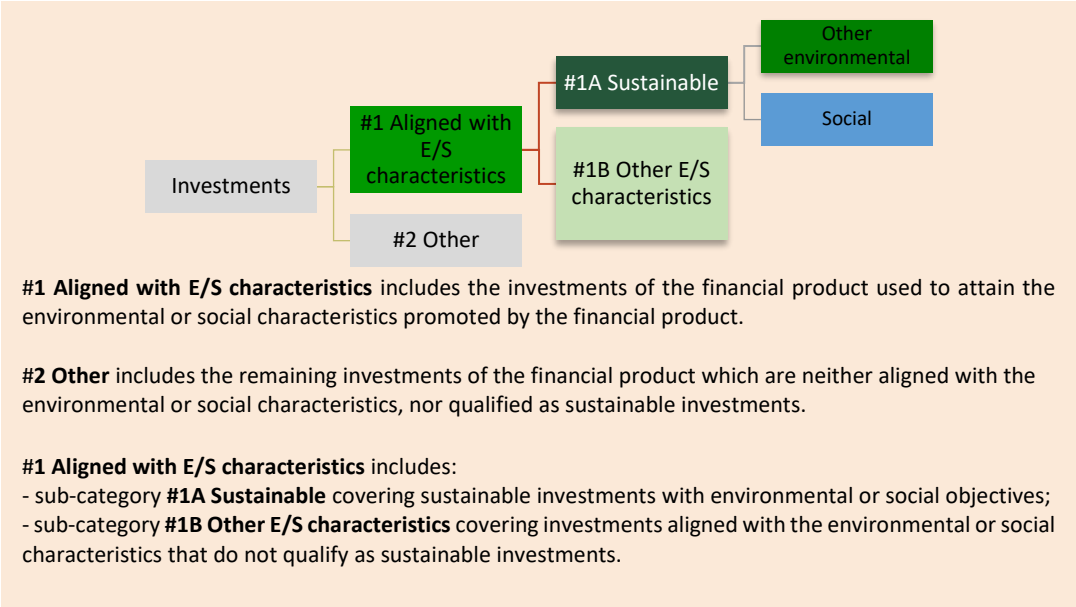 Other
environmental
#1A Sustainable
Social
#1 Aligned with
E/S
characteristics
#1B Other E/S
characteristics
Investments
#2 Other
#1 Aligned with E/S characteristics includes the investments of the financial product used to attain the
environmental or social characteristics promoted by the financial product.
#2 Other includes the remaining investments of the financial product which are neither aligned with the
environmental or social characteristics, nor qualified as sustainable investments.
#1 Aligned with E/S characteristics includes:
- sub-category #1A Sustainable covering sustainable investments with environmental or social objectives;
- sub-category #1B Other E/S characteristics covering investments aligned with the environmental or social
characteristics that do not qualify as sustainable investments.